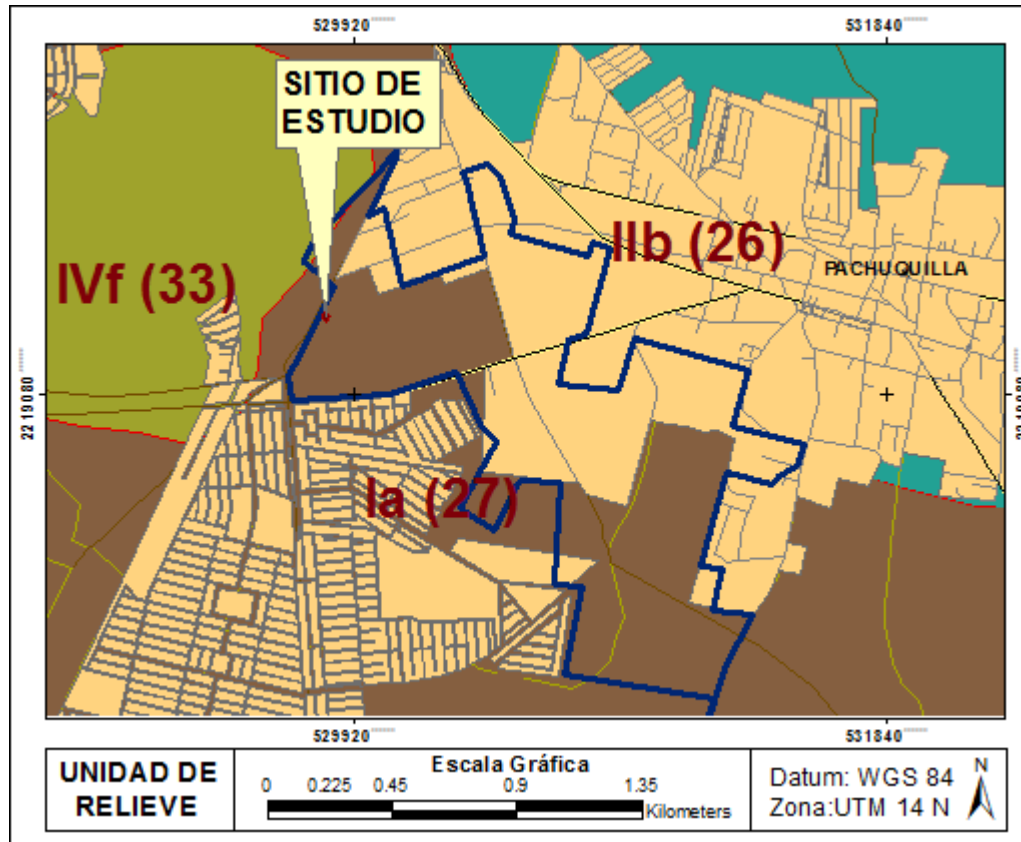 529920
531840
SITIO DE
ESTUDIO
IIb (26)
PACHUQUILLA
IVf (33)
2219080
2219080
Ia (27)
529920
531840
UNIDAD DE
RELIEVE
Escala Gráfica
0 0.225 0.45 0.9 1.35
Kilometers
Datum: WGS 84
Zona:UTM 14 N
N